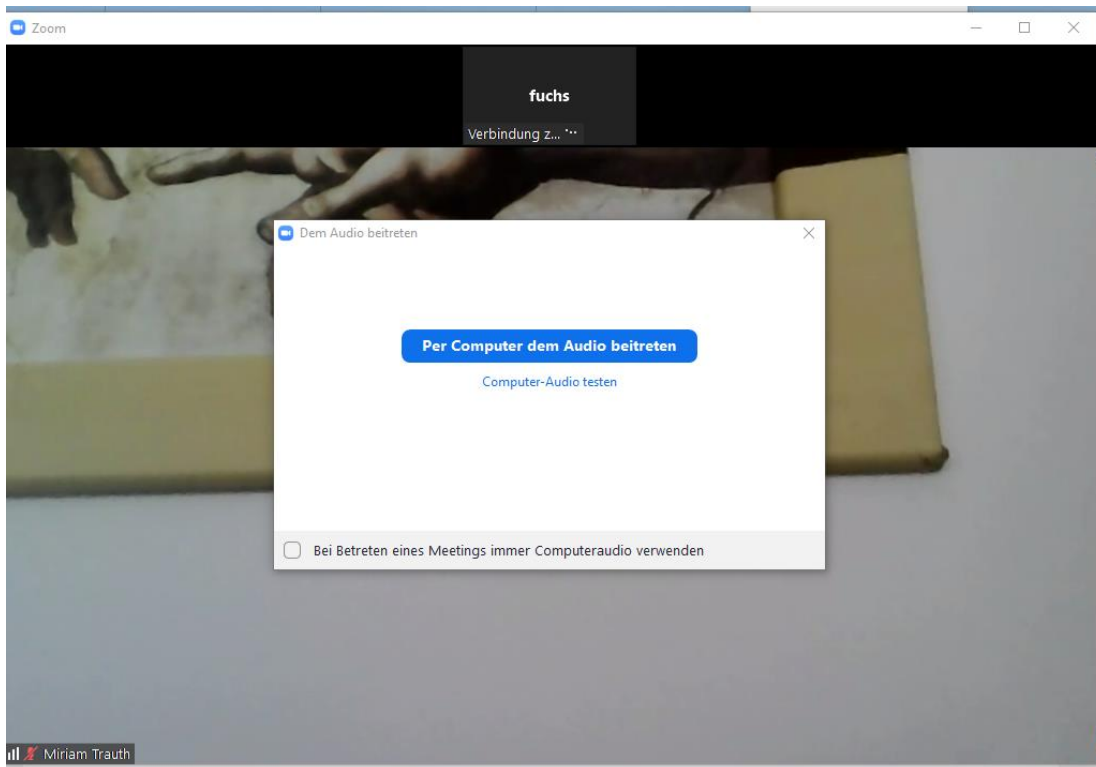 Zoom
fuchs
Verbindung z...
Dem Audio beitreten
Per Computer dem Audio beitreten
Computer-Audio testen
Bei Betreten eines Meetings immer Computeraudio verwenden
Miriam Trauth